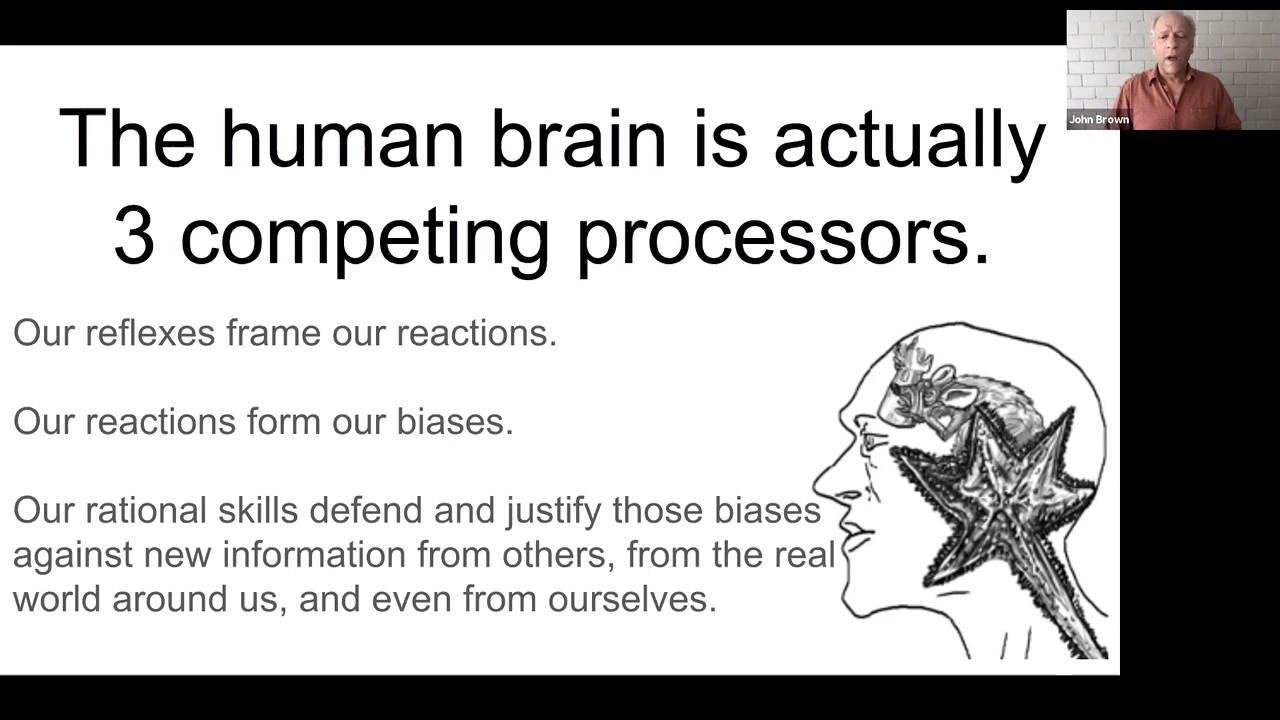 The human brain is actually
3 competing processors.
Our reflexes frame our reactions.
Our reactions form our biases.
Our rational skills defend and justify those biases
against new information from others, from the real
world around us, and even from ourselves.
John Brown